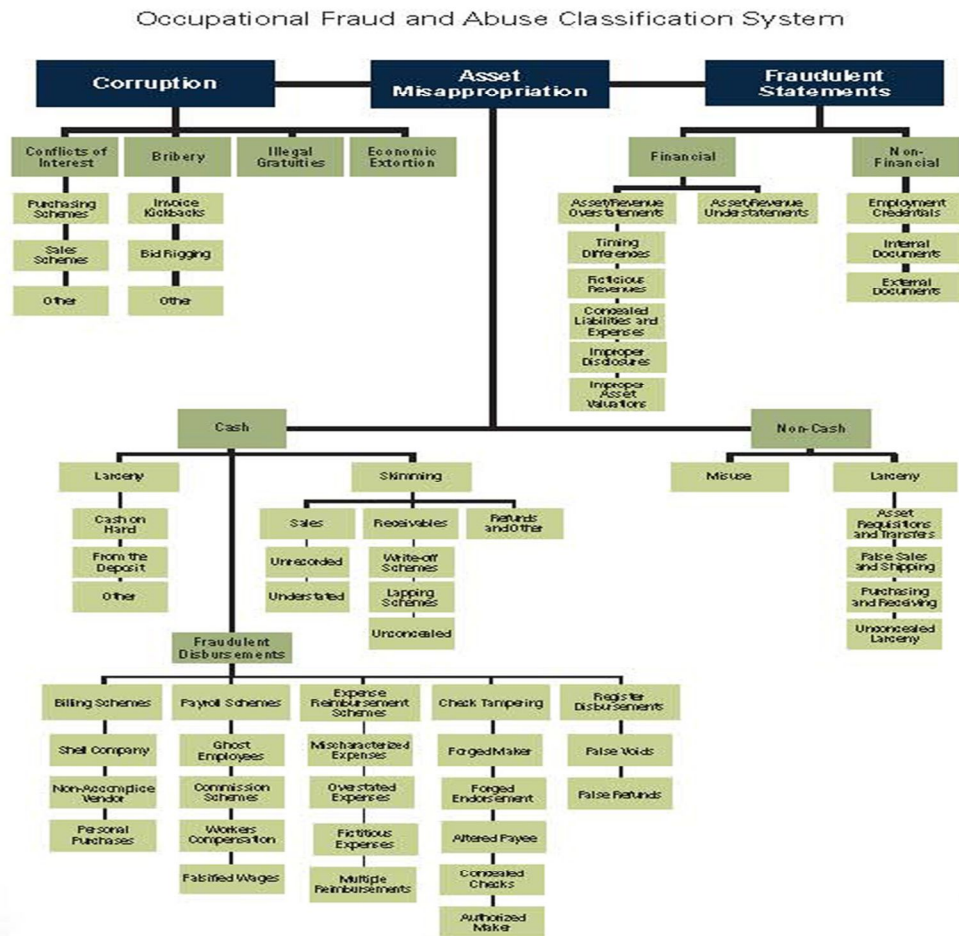 Occupational Fraud and Abuse Classification System
Corruption
Asset
Misappropriation
Fraudulent
Statements
Conflicts of
Interest
Bribery
Illegal
Gratuities
Economic
Extortion
Financial
Non-
Financial
Purchasing
Schemes
Sales
Schemes
Other
Invoice
Kickbacks
Bid Rigging
Other
Asset/Revenue
Overstatements
Timing
Differences
Ficticious
Revenues
Concealed
Liabilities and
Expenses
Improper
Disclosures
Improper
Asset
Valuations
Asset/Revenue
Understatements
Employment
Credentials
Internal
Documents
External
Documents
Cash
Non-Cash
Larceny
Cash on
Hand
From the
Deposit
Other
Skimming
Sales
Unrecorded
Understated
Receivables
Write-off
Schemes
Lapping
Schemes
Unconcealed
Refunds
and Other
Misuse
Larceny
Asset
Requisitions
and Transfers
False Sales
and Shipping
Purchasing
and Receiving
Unconcealed
Larceny
Fraudulent
Disbursements
Billing Schemes
Shell Company
Non-Accomplice
Vendor
Personal
Purchases
Payroll Schemes
Ghost
Employees
Commission
Schemes
Workers
Compensation
Falsified Wages
Expense
Reimbursement
Schemes
Mischaracterized
Expenses
Overstated
Expenses
Fictitious
Expenses
Multiple
Reimbursements
Check Tampering
Forged Maker
Forged
Endorsement
Altered Payee
Concealed
Checks
Authorized
Maker
Register
Disbursements
False Voids
False Refunds